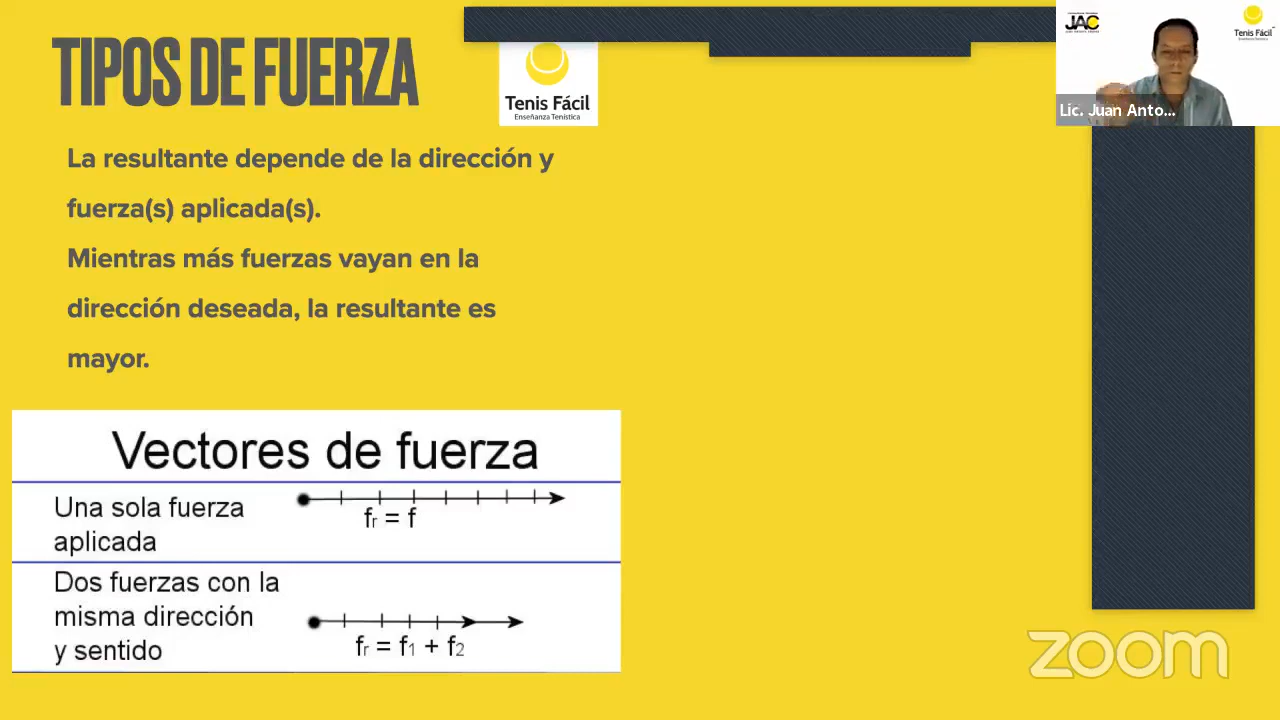 TIPOS DE FUERZA
Tenis Fácil
Enseñanza Tenística
La resultante depende de la dirección y
fuerza(s) aplicada(s).
Mientras más fuerzas vayan en la
dirección deseada, la resultante es
mayor.
Vectores de fuerza
Una sola fuerza
aplicada
fr = f
Dos fuerzas con la
misma dirección
y sentido
fr = f1 + f2
JAC
Tenis Fácil
Enseñanza Tenística
Lic. Juan Anto...
zoom